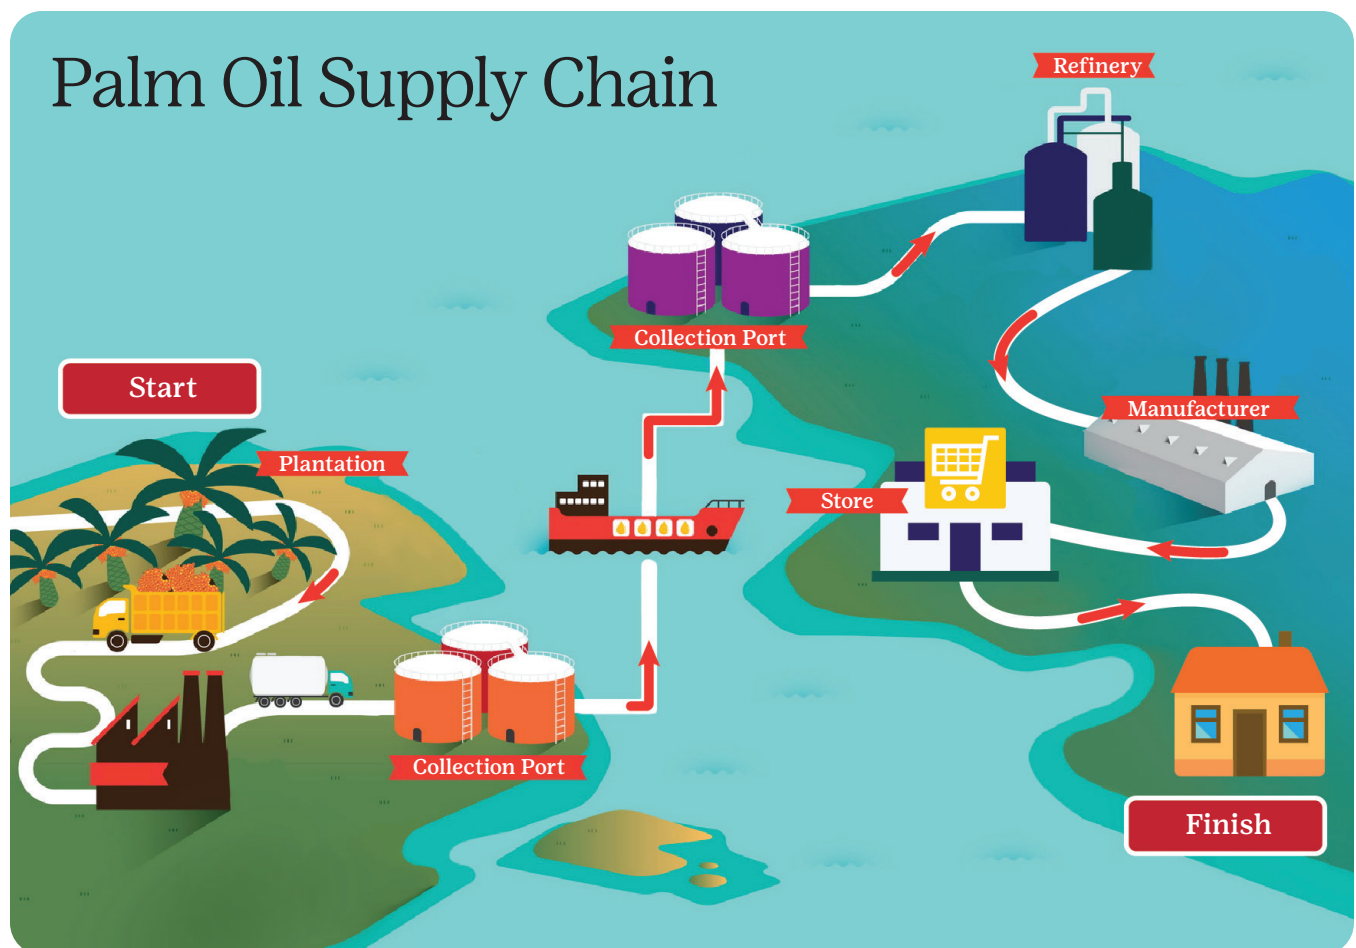 Palm Oil Supply Chain
Start
Plantation
Collection Port
Collection Port
Refinery
Manufacturer
Store
Finish